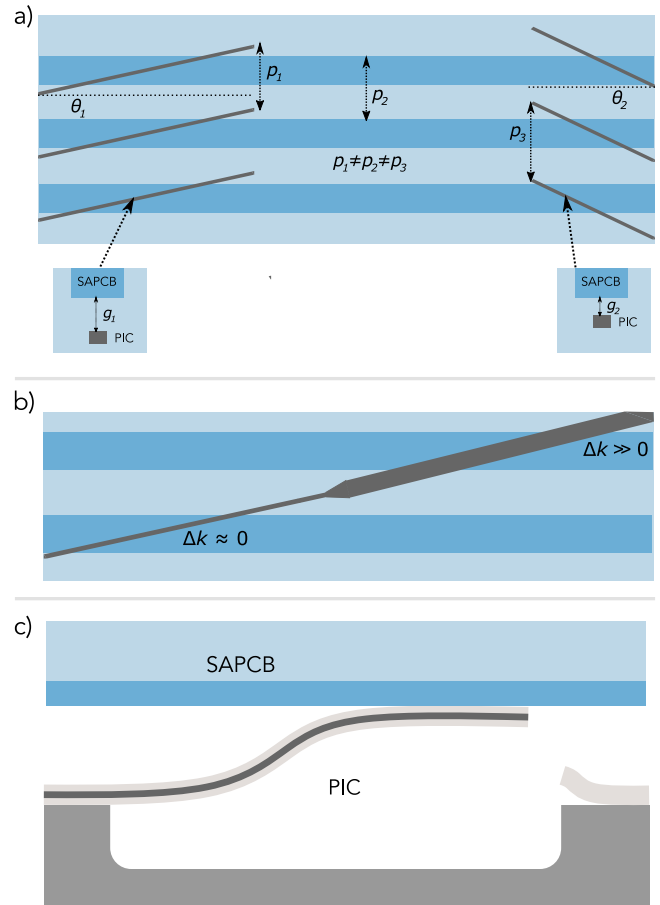 a)
p1
p2
θ1
θ2
p3
p1≠p2≠p3
SAPCB
g1
PIC
SAPCB
g2
PIC
b)
Δk ≫ 0
Δk ≈ 0
c)
SAPCB
PIC